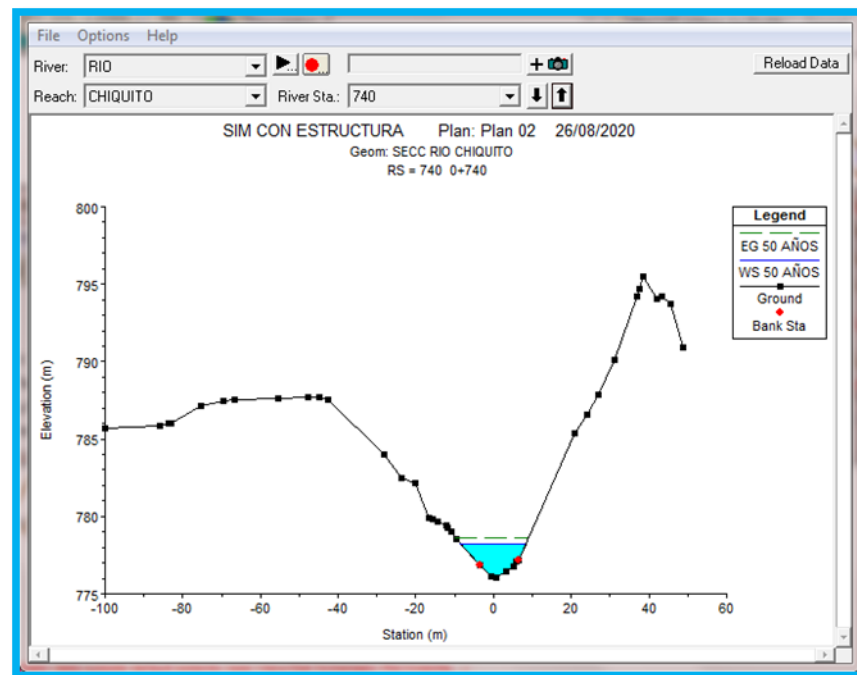 File Options Help
River: RIO Reload Data
Reach: CHIQUITO River Sta.: 740
SIM CON ESTRUCTURA Plan: Plan 02 26/08/2020
Geom: SECC RIO CHIQUITO
RS = 740 0+740
800
795
790
785
780
775
Elevation (m)
-100 -80 -60 -40 -20 0 20 40 60
Station (m)
Legend
EG 50 AÑOS
WS 50 AÑOS
Ground
Bank Sta